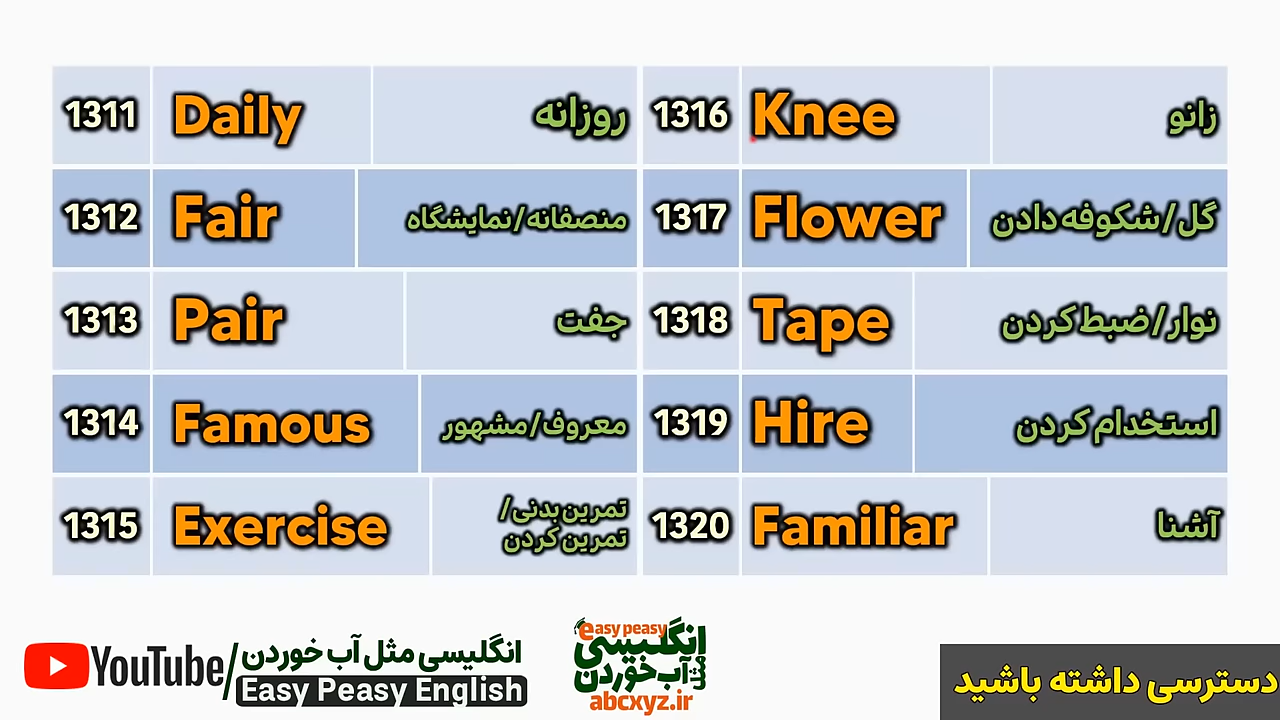 1311 Daily روزانه
1312 Fair منصفانه/نمایشگاه
1313 Pair جفت
1314 Famous معروف/مشهور
1315 Exercise تمرین بدنی/
تمرین کردن
1316 Knee زانو
1317 Flower گل/شکوفه دادن
1318 Tape نوار/ضبط کردن
1319 Hire استخدام کردن
1320 Familiar آشنا
YouTube/انگلیسی مثل آب خوردن
Easy Peasy English
easy peasy
انگلیسی
مثل آب خوردن
abcxyz.ir
دسترسی داشته باشید